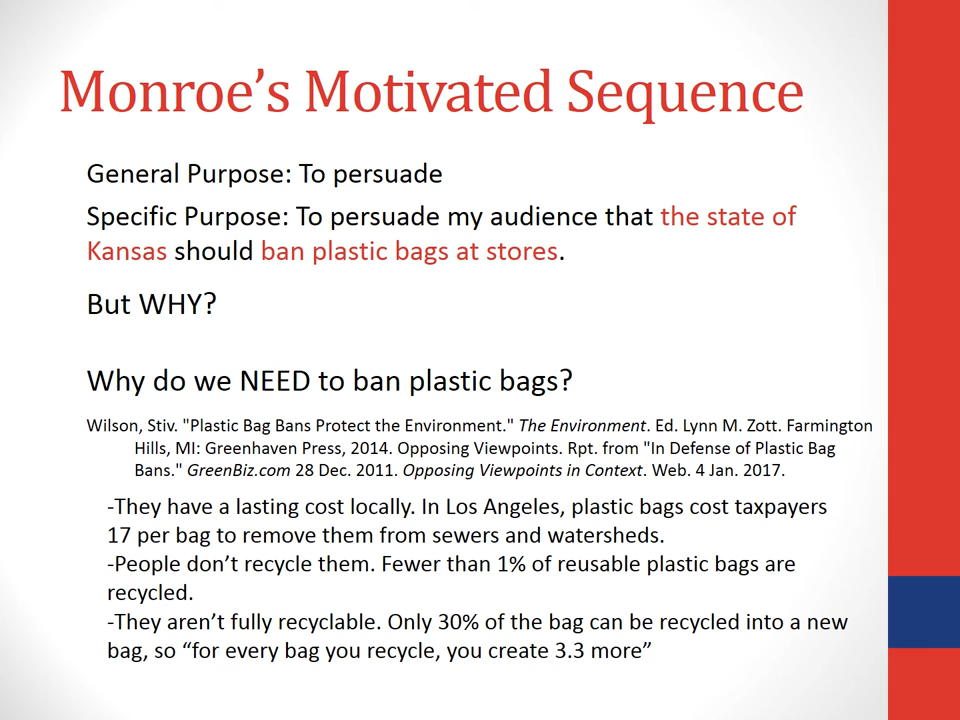 Monroe's Motivated Sequence
General Purpose: To persuade
Specific Purpose: To persuade my audience that the state of
Kansas should ban plastic bags at stores.
But WHY?
Why do we NEED to ban plastic bags?
Wilson, Stiv. "Plastic Bag Bans Protect the Environment." The Environment. Ed. Lynn M. Zott. Farmington
Hills, MI: Greenhaven Press, 2014. Opposing Viewpoints. Rpt. from "In Defense of Plastic Bag
Bans." GreenBiz.com 28 Dec. 2011. Opposing Viewpoints in Context. Web. 4 Jan. 2017.
-They have a lasting cost locally. In Los Angeles, plastic bags cost taxpayers
17 per bag to remove them from sewers and watersheds.
-People don't recycle them. Fewer than 1% of reusable plastic bags are
recycled.
-They aren't fully recyclable. Only 30% of the bag can be recycled into a new
bag, so “for every bag you recycle, you create 3.3 more”